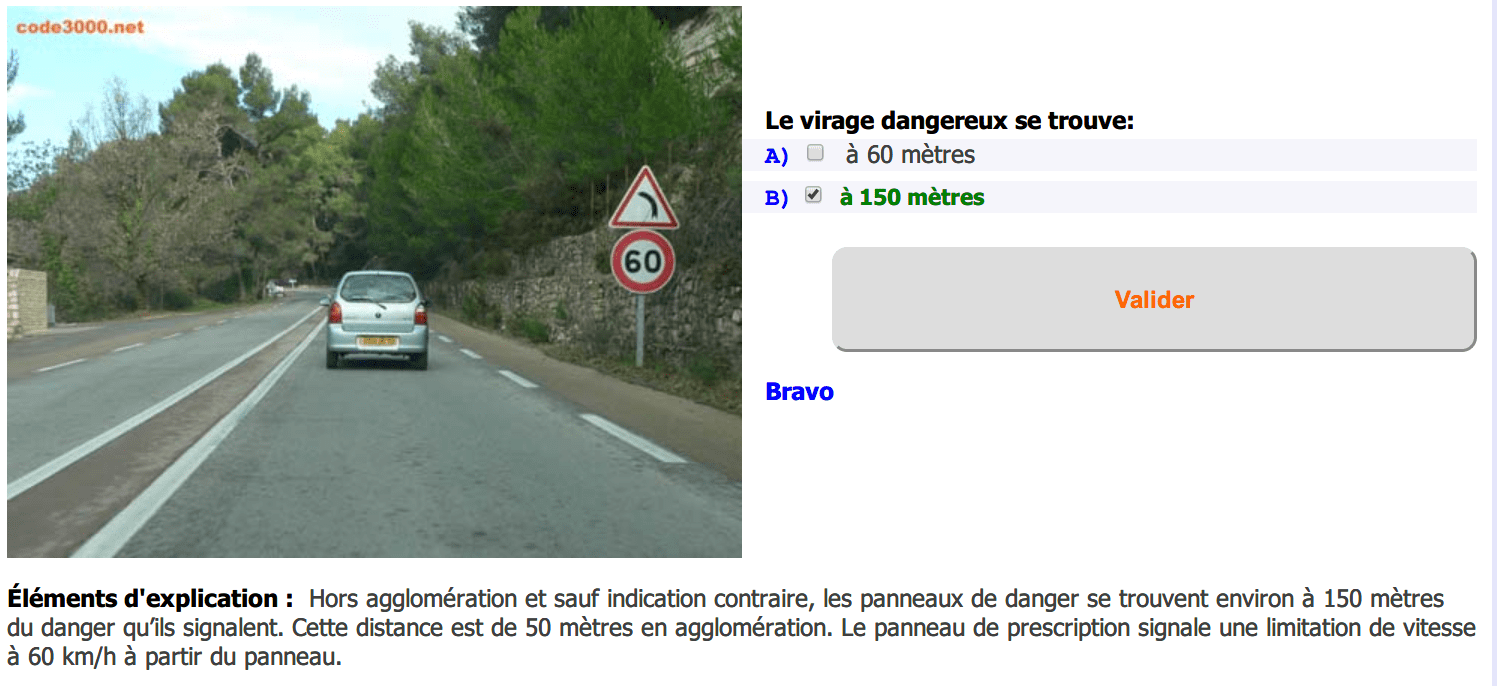 code3000.net
60
Le virage dangereux se trouve:
A) à 60 mètres
B) à 150 mètres
Valider
Bravo
Éléments d'explication : Hors agglomération et sauf indication contraire, les panneaux de danger se trouvent environ à 150 mètres
du danger qu’ils signalent. Cette distance est de 50 mètres en agglomération. Le panneau de prescription signale une limitation de vitesse
à 60 km/h à partir du panneau.